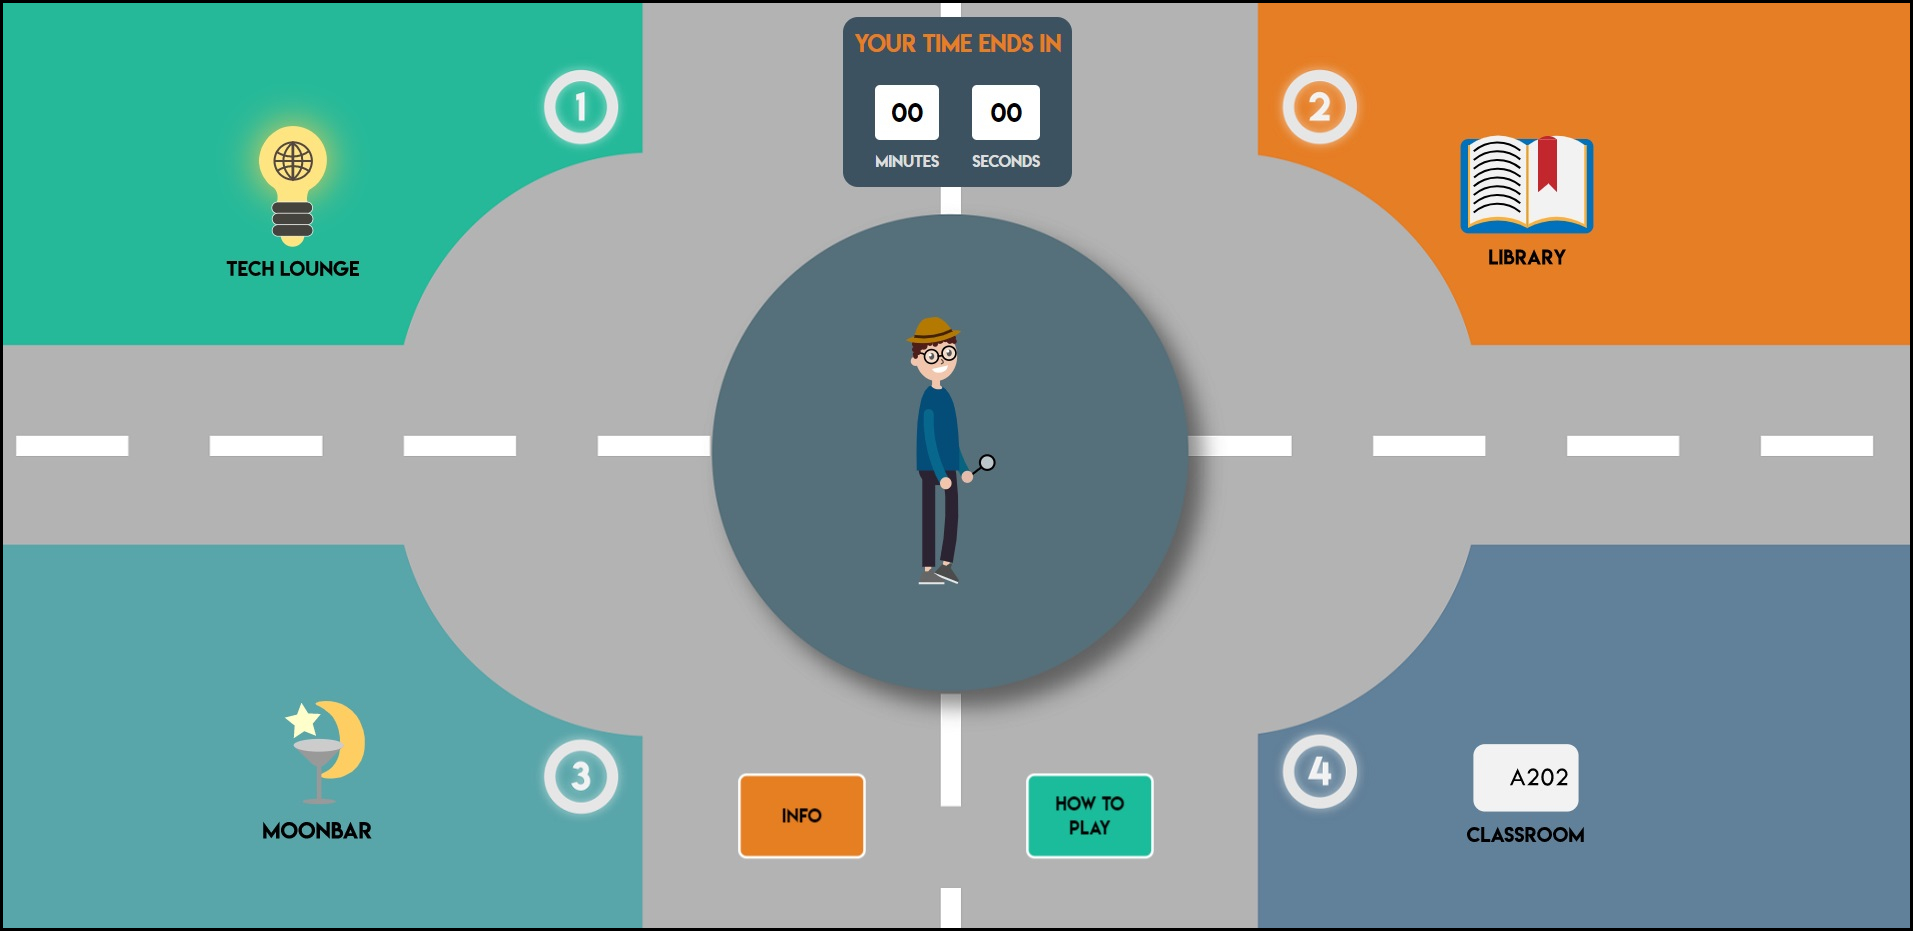 YOUR TIME ENDS IN
00 00
MINUTES SECONDS
1
TECH LOUNGE
2
LIBRARY
3
MOONBAR
INFO
HOW TO
PLAY
4
A202
CLASSROOM